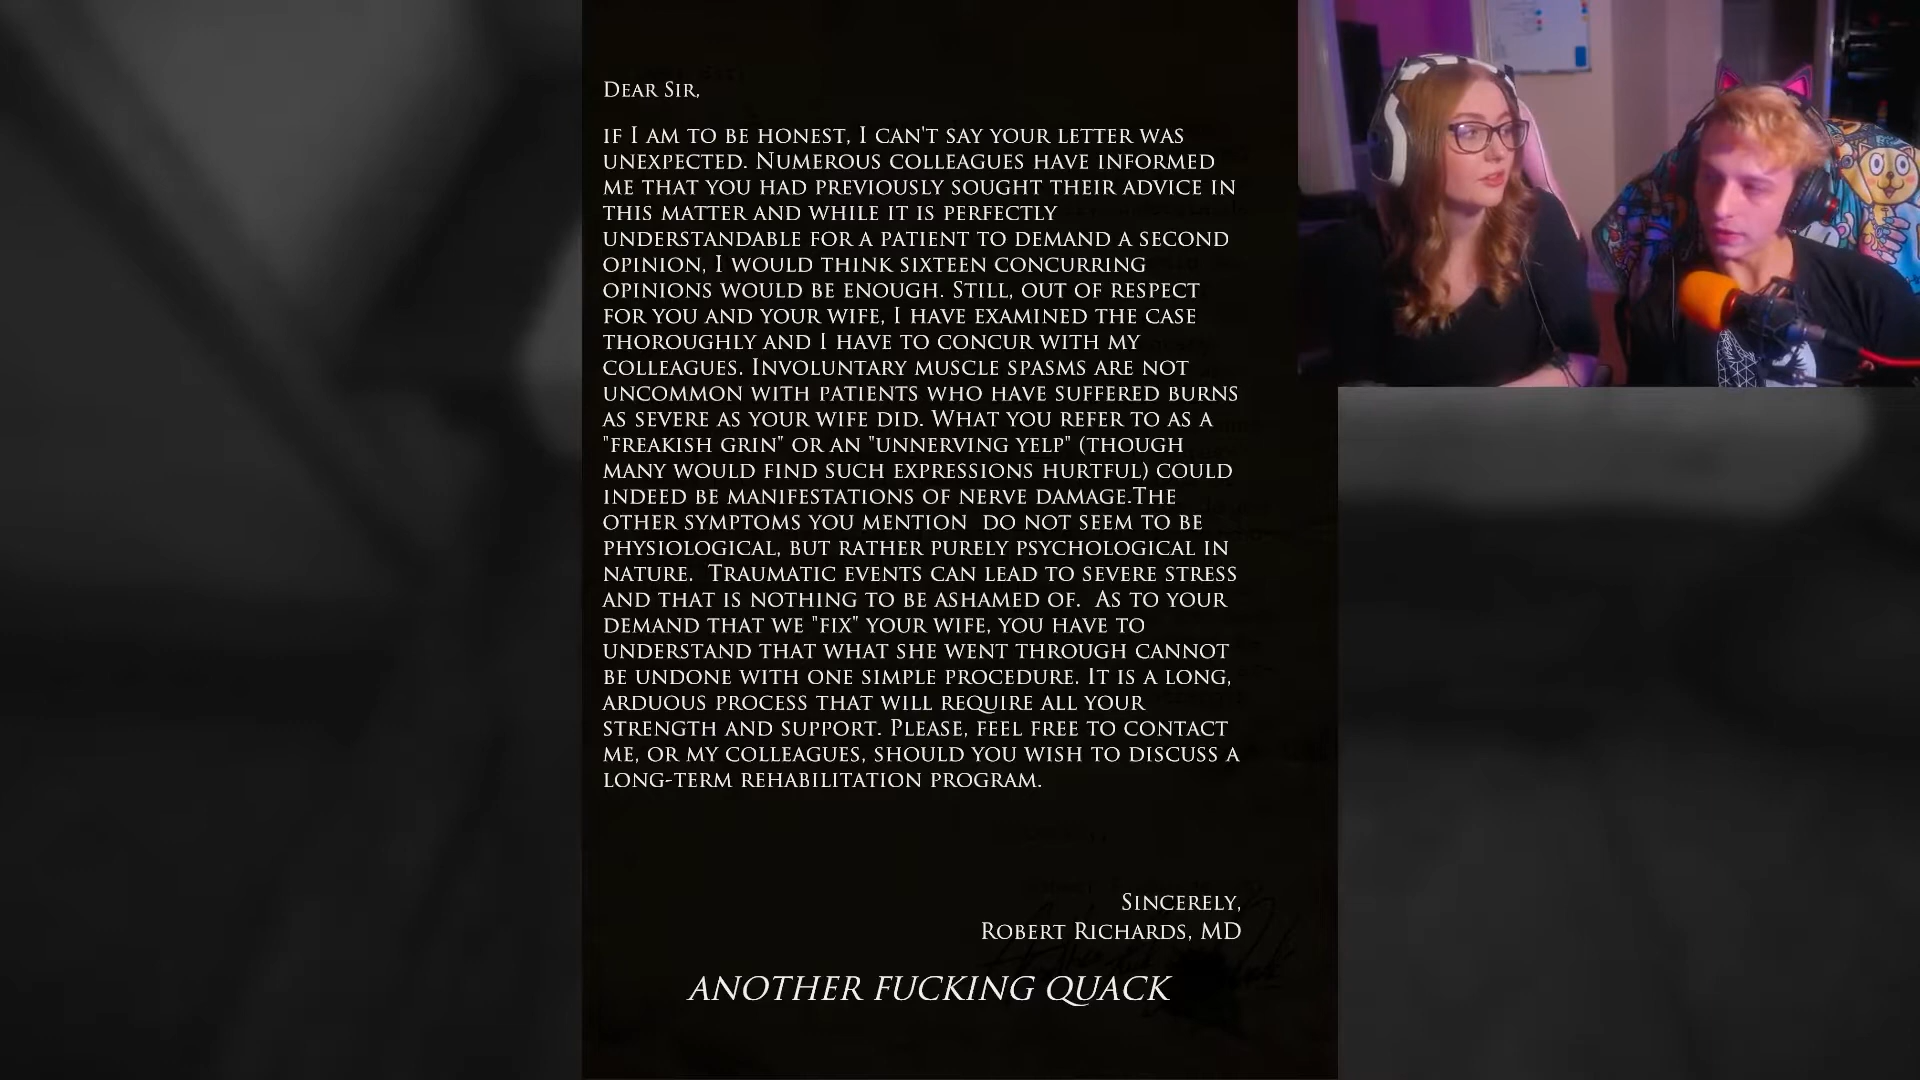 Dear Sir,
if I am to be honest, I can't say your letter was
unexpected. Numerous colleagues have informed
me that you had previously sought their advice in
this matter and while it is perfectly
understandable for a patient to demand a second
opinion, I would think sixteen concurring
opinions would be enough. Still, out of respect
for you and your wife, I have examined the case
thoroughly and I have to concur with my
colleagues. Involuntary muscle spasms are not
uncommon with patients who have suffered burns
as severe as your wife did. What you refer to as a
"freakish grin" or an "unnerving yelp" (though
many would find such expressions hurtful) could
indeed be manifestations of nerve damage.The
other symptoms you mention  do not seem to be
physiological, but rather purely psychological in
nature.  Traumatic events can lead to severe stress
and that is nothing to be ashamed of.  As to your
demand that we "fix" your wife, you have to
understand that what she went through cannot
be undone with one simple procedure. It is a long,
arduous process that will require all your
strength and support. Please, feel free to contact
me, or my colleagues, should you wish to discuss a
long-term rehabilitation program.
Sincerely,
Robert Richards, MD
ANOTHER FUCKING QUACK